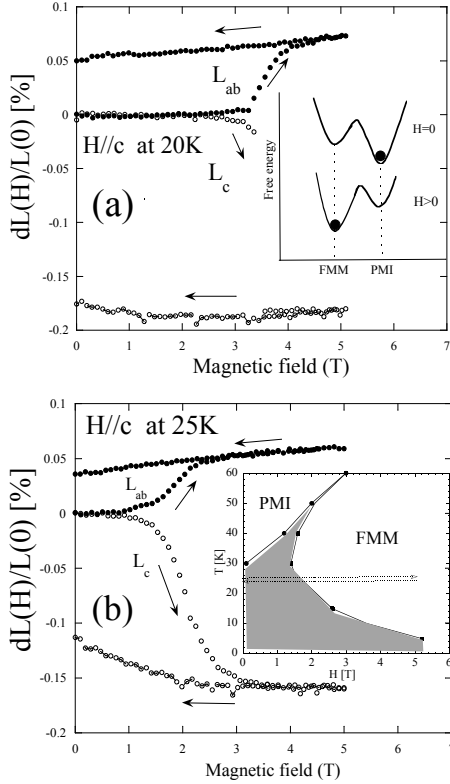 0.1
0.05
0
-0.05
-0.1
-0.15
-0.2
dL(H)/L(0) [%]
L_ab
H//c at 20K
L_c
(a)
Free energy
H=0
H>0
FMM
PMI
0 1 2 3 4 5 6 7
Magnetic field (T)
0.1
0.05
0
-0.05
-0.1
-0.15
-0.2
dL(H)/L(0) [%]
H//c at 25K
L_ab
L_c
(b)
60
50
40
30
20
10
0
T [K]
PMI
FMM
0 1 2 3 4 5
H [T]
0 1 2 3 4 5 6 7
Magnetic field (T)